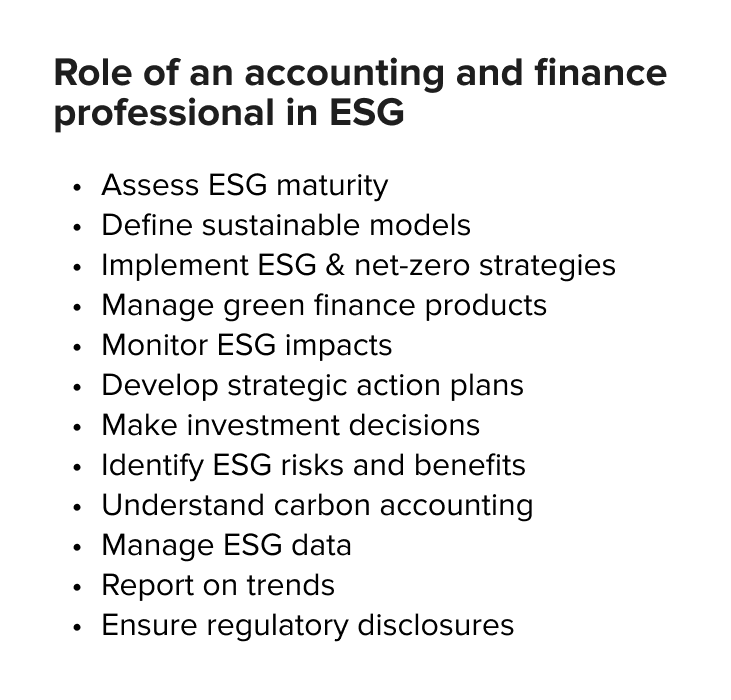 Role of an accounting and finance
professional in ESG
• Assess ESG maturity
• Define sustainable models
• Implement ESG & net-zero strategies
• Manage green finance products
• Monitor ESG impacts
• Develop strategic action plans
• Make investment decisions
• Identify ESG risks and benefits
• Understand carbon accounting
• Manage ESG data
• Report on trends
• Ensure regulatory disclosures